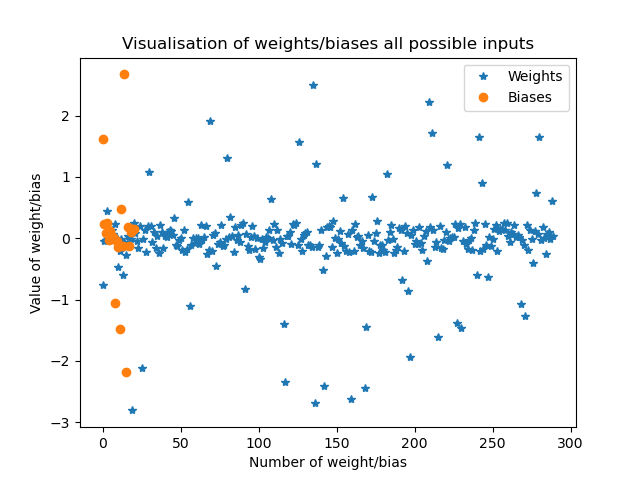 Visualisation of weights/biases all possible inputs
Weights
Biases
2
1
0
−1
−2
−3
Value of weight/bias
0 50 100 150 200 250 300
Number of weight/bias